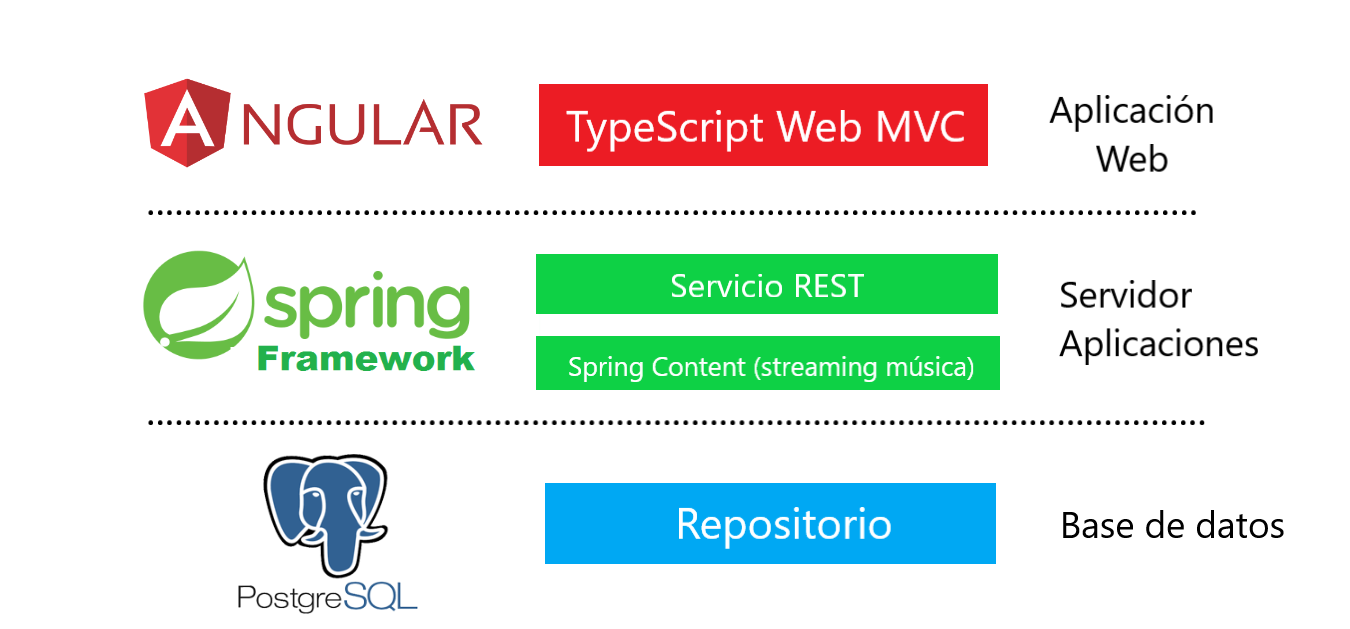 ANGULAR
TypeScript Web MVC
Aplicación
Web
spring
Framework
Servicio REST
Spring Content (streaming música)
Servidor
Aplicaciones
PostgreSQL
Repositorio
Base de datos